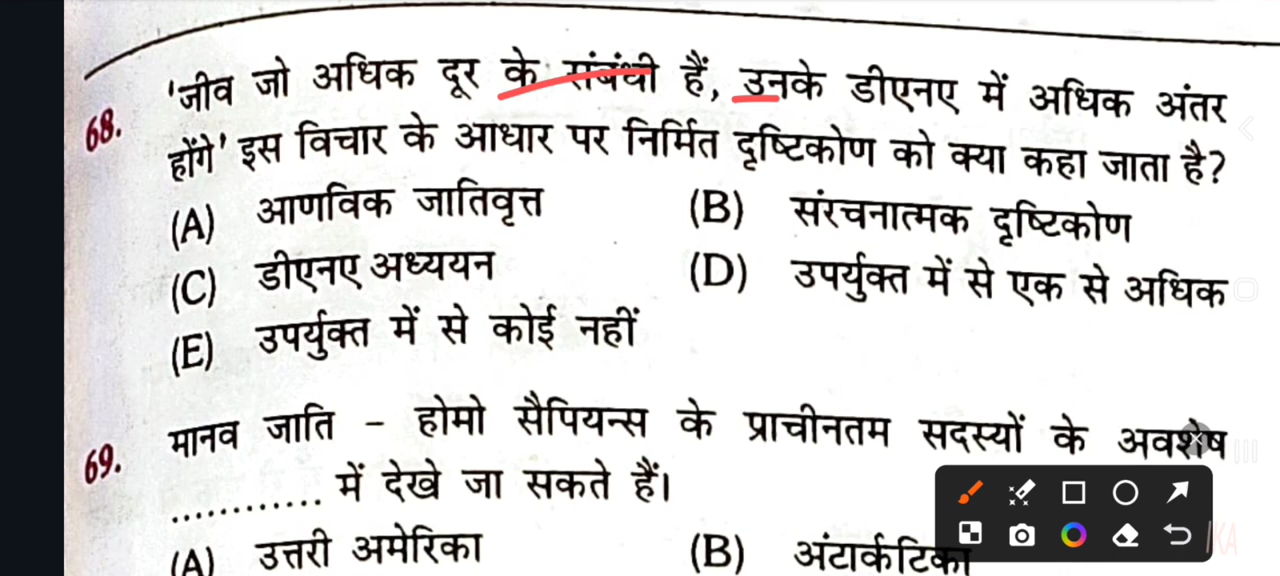 68. 'जीव जो अधिक दूर के संबंधी हैं, उनके डीएनए में अधिक अंतर
होंगे' इस विचार के आधार पर निर्मित दृष्टिकोण को क्या कहा जाता है?
(A) आणविक जातिवृत्त (B) संरचनात्मक दृष्टिकोण
(C) डीएनए अध्ययन (D) उपर्युक्त में से एक से अधिक
(E) उपर्युक्त में से कोई नहीं
69. मानव जाति – होमो सैपियन्स के प्राचीनतम सदस्यों के अवशेष
............ में देखे जा सकते हैं।
(A) उत्तरी अमेरिका (B) अंटार्कटिका